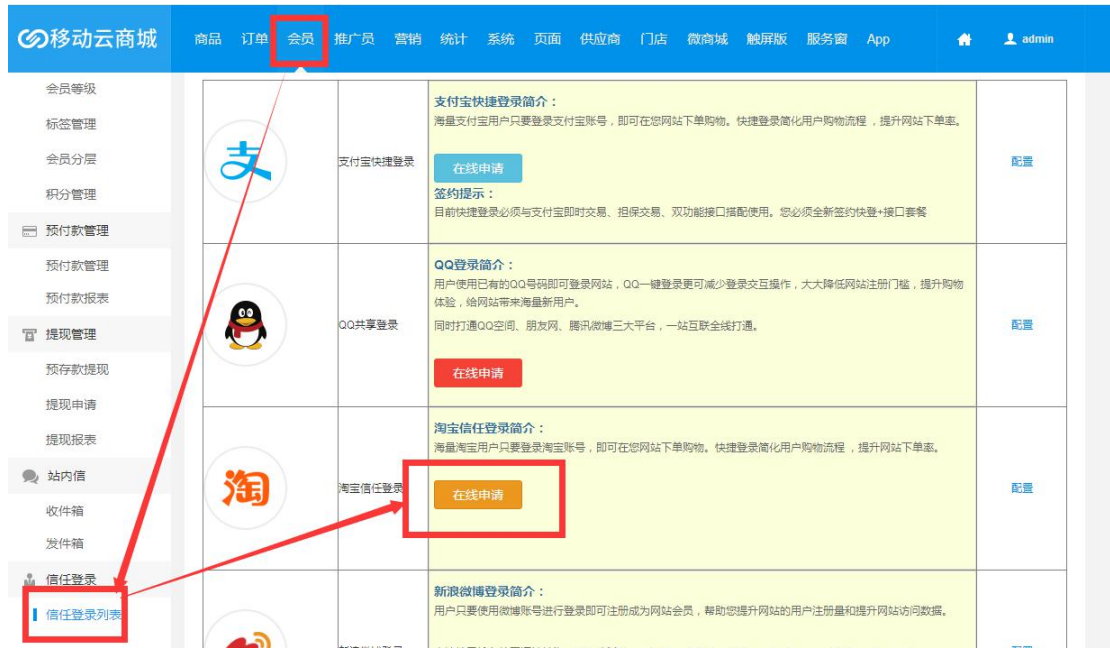 移动云商城
商品 订单 会员 推广员 营销 统计 系统 页面 供应商 门店 微商城 触屏版 服务窗 App admin
会员等级
标签管理
会员分层
积分管理
预付款管理
预付款管理
预付款报表
提现管理
预存款提现
提现申请
提现报表
站内信
收件箱
发件箱
信任登录
信任登录列表
支
支付宝快捷登录
支付宝快捷登录简介：
海量支付宝用户只要登录支付宝账号，即可在您网站下单购物。快捷登录简化用户购物流程 ，提升网站下单率。
在线申请
签约提示：
目前快捷登录必须与支付宝即时交易、担保交易、双功能接口搭配使用。您必须全新签约快登+接口套餐
配置
QQ共享登录
QQ登录简介：
用户使用已有的QQ号码即可登录网站，QQ一键登录更可减少登录交互操作，大大降低网站注册门槛，提升购物
体验，给网站带来海量新用户。
同时打通QQ空间、朋友网、腾讯微博三大平台，一站互联全线打通。
在线申请
配置
淘
淘宝信任登录
淘宝信任登录简介：
海量淘宝用户只要登录淘宝账号，即可在您网站下单购物。快捷登录简化用户购物流程 ，提升网站下单率。
在线申请
配置
新浪微博登录简介：
用户只要使用微博账号进行登录即可注册成为网站会员，帮助您提升网站的用户注册量和提升网站访问数据。